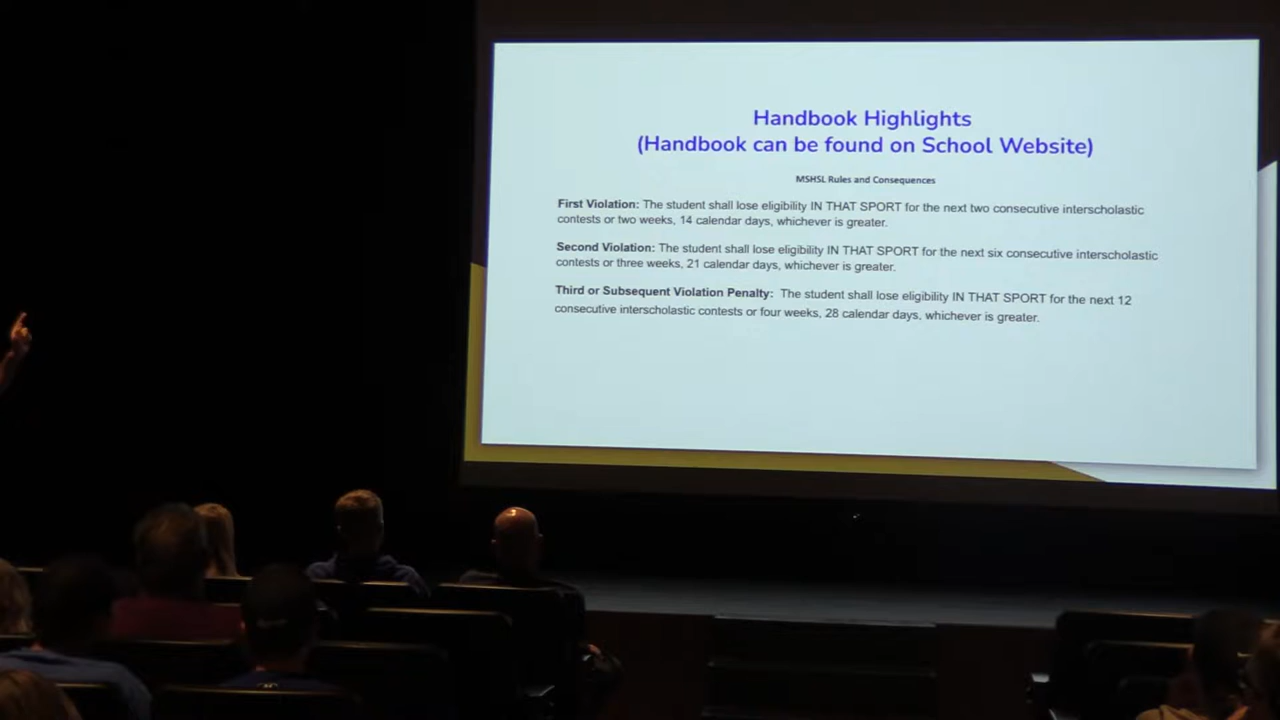 Handbook Highlights
(Handbook can be found on School Website)
MSHSL Rules and Consequences
First Violation: The student shall lose eligibility IN THAT SPORT for the next two consecutive interscholastic
contests or two weeks, 14 calendar days, whichever is greater.
Second Violation: The student shall lose eligibility IN THAT SPORT for the next six consecutive interscholastic
contests or three weeks, 21 calendar days, whichever is greater.
Third or Subsequent Violation Penalty: The student shall lose eligibility IN THAT SPORT for the next 12
consecutive interscholastic contests or four weeks, 28 calendar days, whichever is greater.